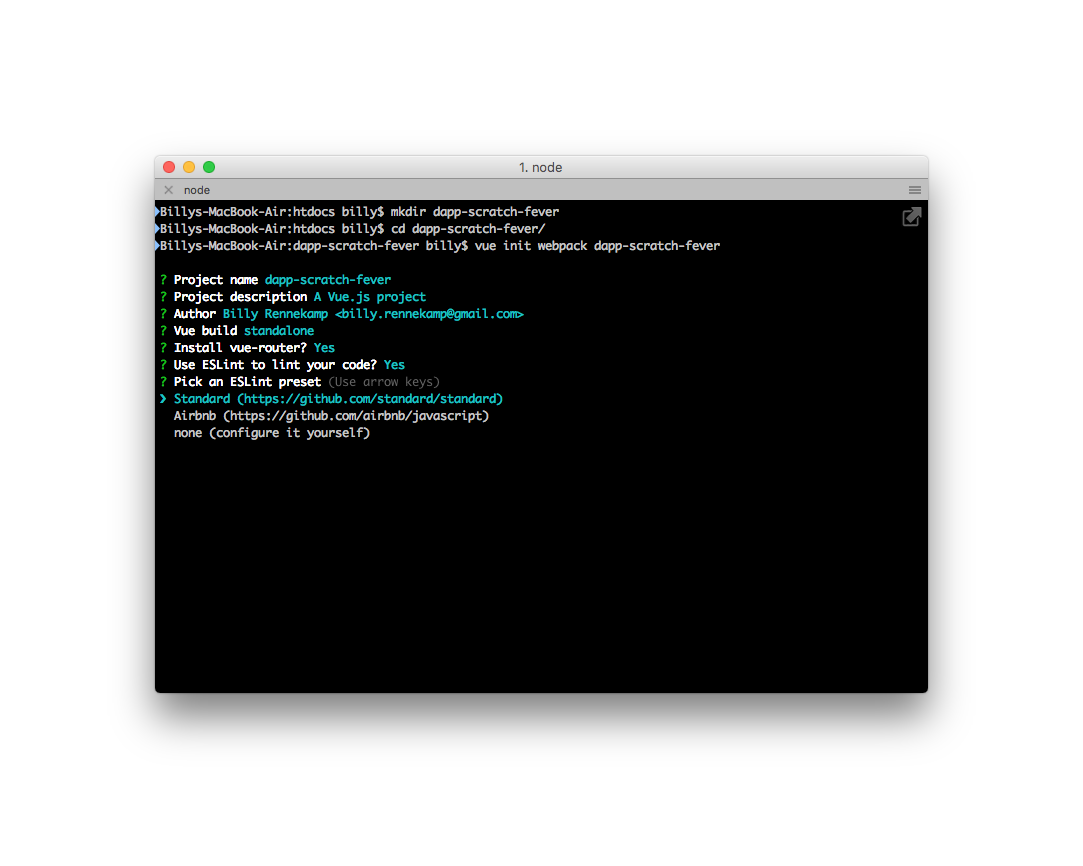 1. node
node
Billys-MacBook-Air:htdocs billy$ mkdir dapp-scratch-fever
Billys-MacBook-Air:htdocs billy$ cd dapp-scratch-fever/
Billys-MacBook-Air:dapp-scratch-fever billy$ vue init webpack dapp-scratch-fever
? Project name dapp-scratch-fever
? Project description A Vue.js project
? Author Billy Rennekamp <billy.rennekamp@gmail.com>
? Vue build standalone
? Install vue-router? Yes
? Use ESLint to lint your code? Yes
? Pick an ESLint preset (Use arrow keys)
❯ Standard (https://github.com/standard/standard)
Airbnb (https://github.com/airbnb/javascript)
none (configure it yourself)